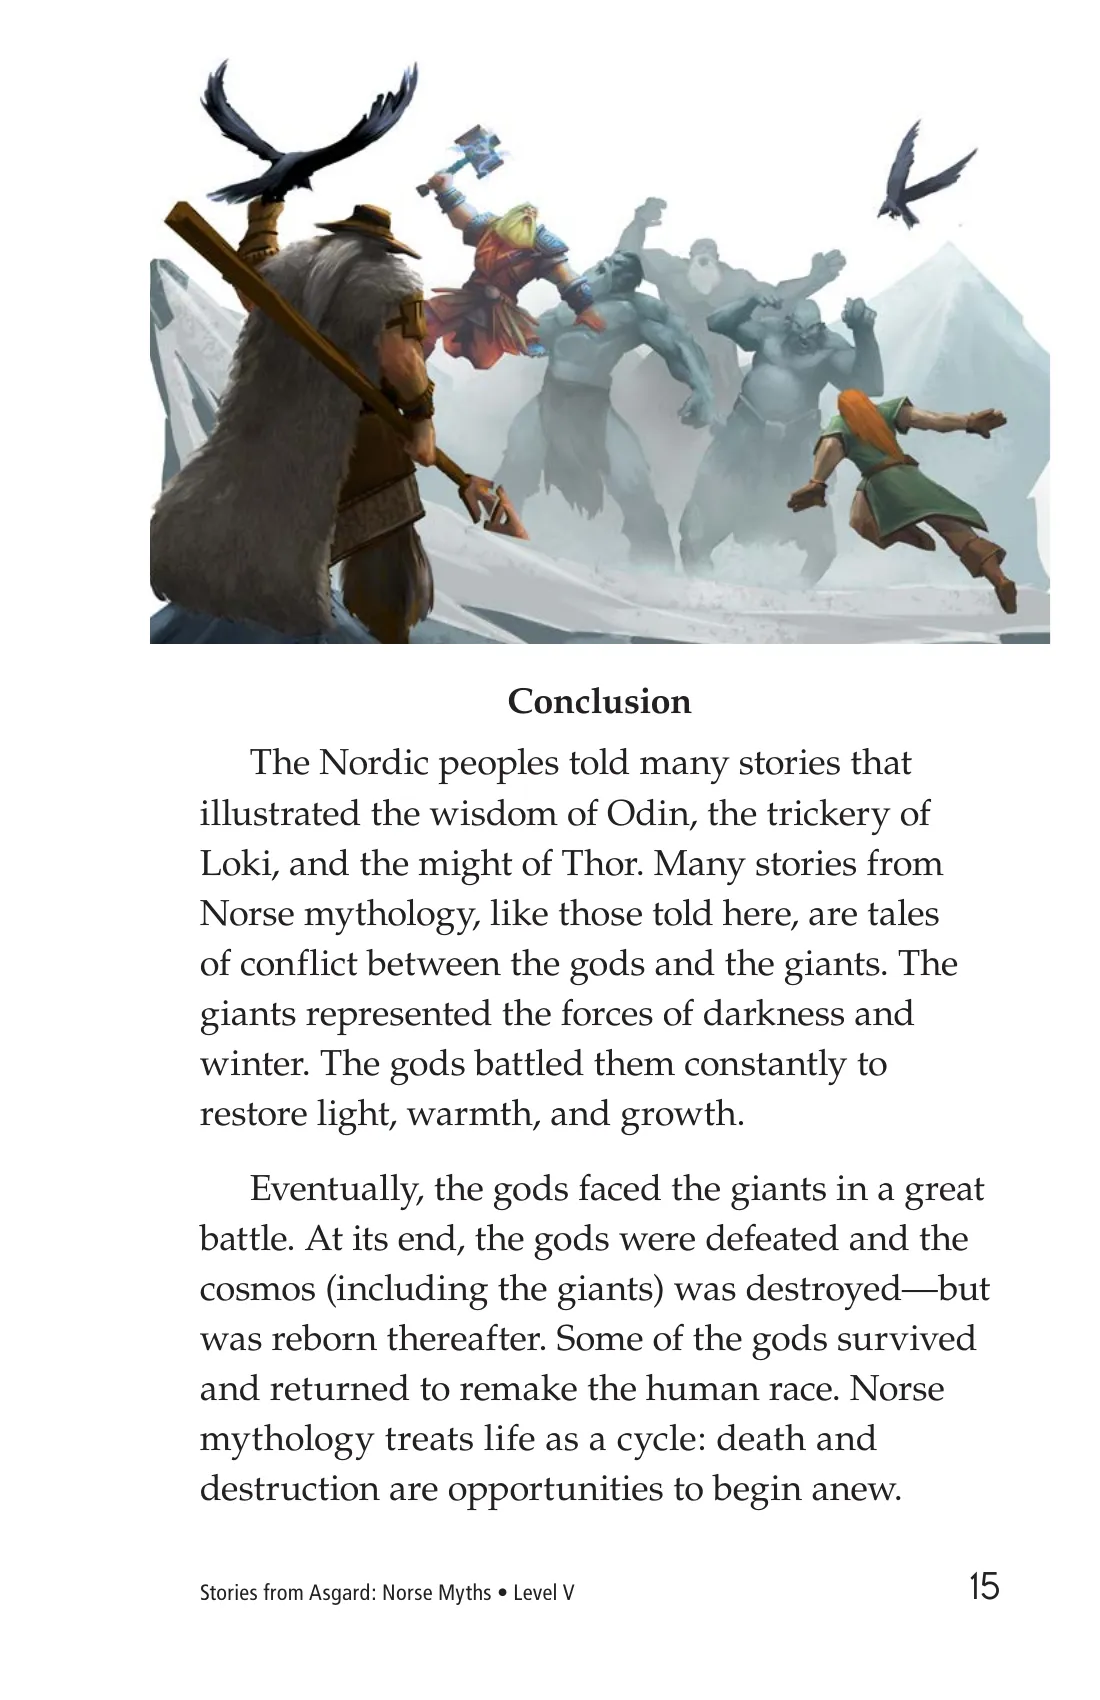 Conclusion
The Nordic peoples told many stories that
illustrated the wisdom of Odin, the trickery of
Loki, and the might of Thor. Many stories from
Norse mythology, like those told here, are tales
of conflict between the gods and the giants. The
giants represented the forces of darkness and
winter. The gods battled them constantly to
restore light, warmth, and growth.
Eventually, the gods faced the giants in a great
battle. At its end, the gods were defeated and the
cosmos (including the giants) was destroyed—but
was reborn thereafter. Some of the gods survived
and returned to remake the human race. Norse
mythology treats life as a cycle: death and
destruction are opportunities to begin anew.
Stories from Asgard: Norse Myths • Level V
15